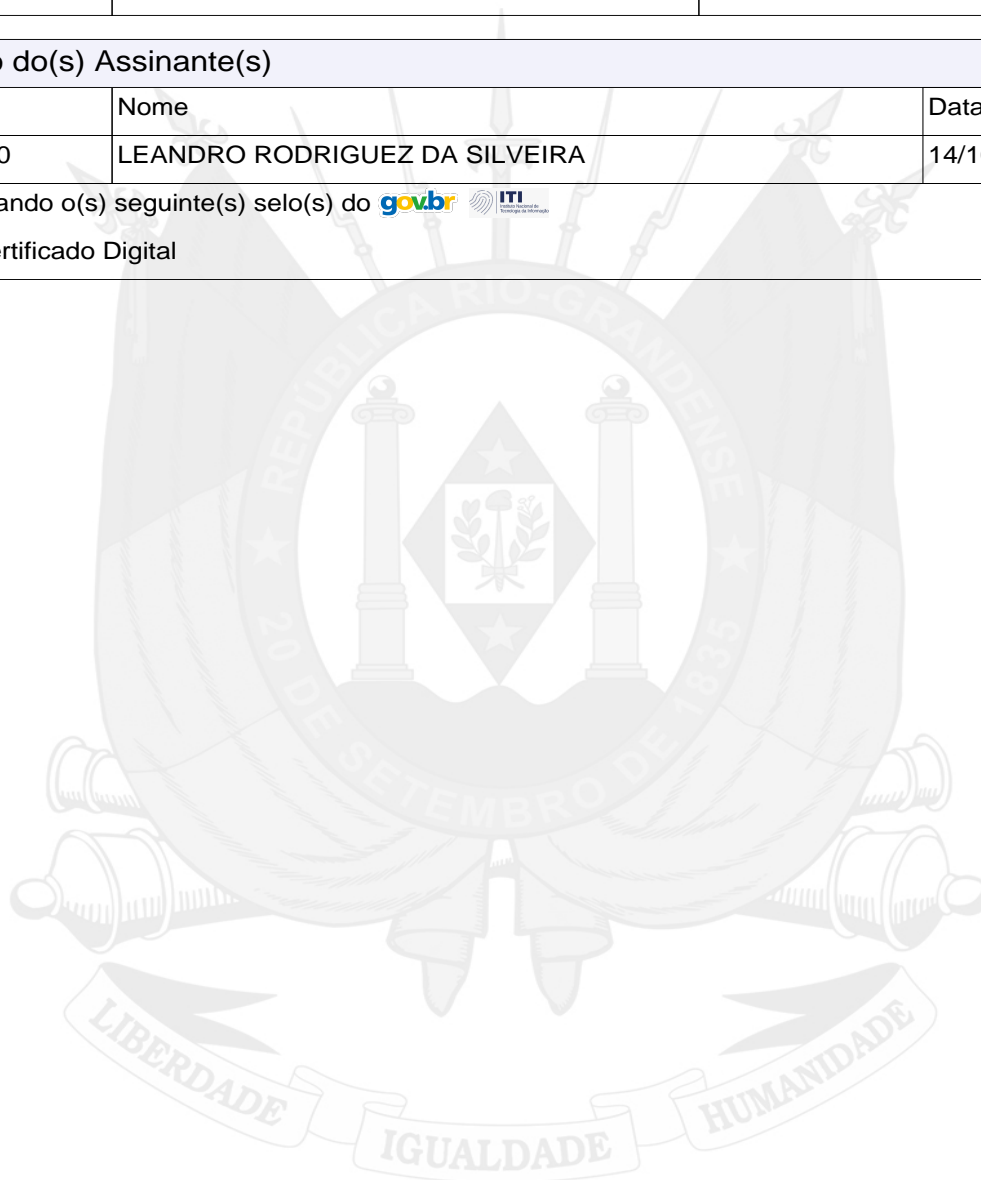 o do(s) Assinante(s)
Nome Data
0 LEANDRO RODRIGUEZ DA SILVEIRA 14/1
ando o(s) seguinte(s) selo(s) do gov.br ITI
rtificado Digital
REPÚBLICA RIO-GRANDENSE
20 DE SETEMBRO DE 1835
LIBERDADE IGUALDADE HUMANIDADE